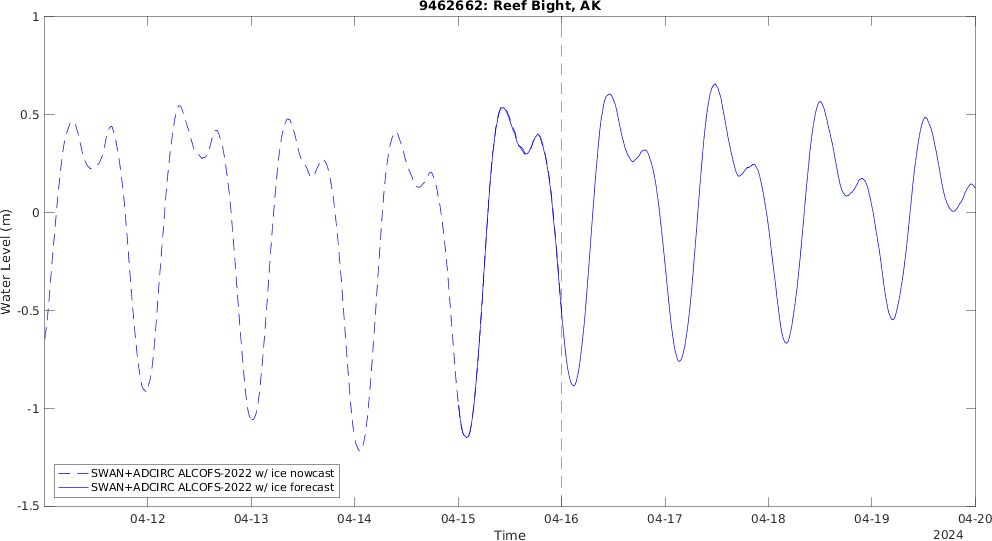 9462662: Reef Bight, AK
1
0.5
0
-0.5
-1
-1.5
Water Level (m)
SWAN+ADCIRC ALCOFS-2022 w/ ice nowcast
SWAN+ADCIRC ALCOFS-2022 w/ ice forecast
04-12 04-13 04-14 04-15 04-16 04-17 04-18 04-19 04-20
Time
2024